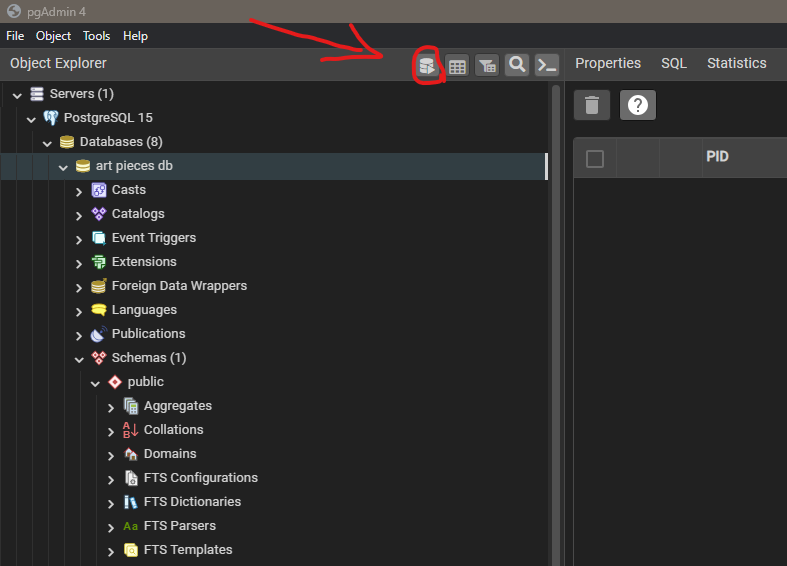 pgAdmin 4
File Object Tools Help
Object Explorer
Properties SQL Statistics
Servers (1)
PostgreSQL 15
Databases (8)
art pieces db
PID
Casts
Catalogs
Event Triggers
Extensions
Foreign Data Wrappers
Languages
Publications
Schemas (1)
public
Aggregates
Collations
Domains
FTS Configurations
FTS Dictionaries
Aa FTS Parsers
FTS Templates